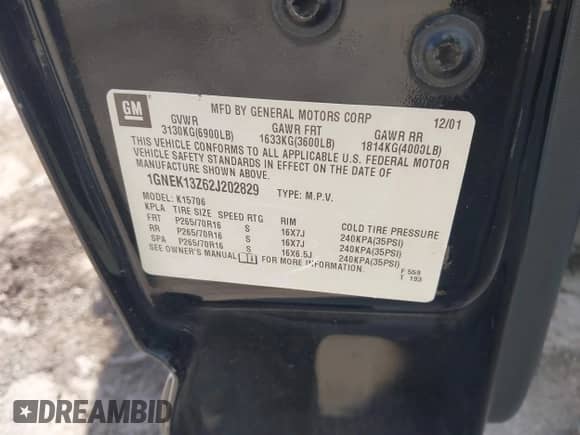 GM
MFD BY GENERAL MOTORS CORP 12/01
GVWR GAWR FRT GAWR RR
3130KG(6900LB) 1633KG(3600LB) 1814KG(4000LB)
THIS VEHICLE CONFORMS TO ALL APPLICABLE U.S. FEDERAL MOTOR
VEHICLE SAFETY STANDARDS IN EFFECT ON THE DATE OF
MANUFACTURE SHOWN ABOVE.
1GNEK13Z62J202829 TYPE: M.P.V.
MODEL: K15706
KPLA TIRE SIZE SPEED RTG RIM COLD TIRE PRESSURE
FRT P265/70R16 S 16X7J 240KPA(35PSI)
RR P265/70R16 S 16X7J 240KPA(35PSI)
SPA P265/70R16 S 16X6.5J 240KPA(35PSI)
SEE OWNER'S MANUAL FOR MORE INFORMATION. F 559
T 193
DREAMBID